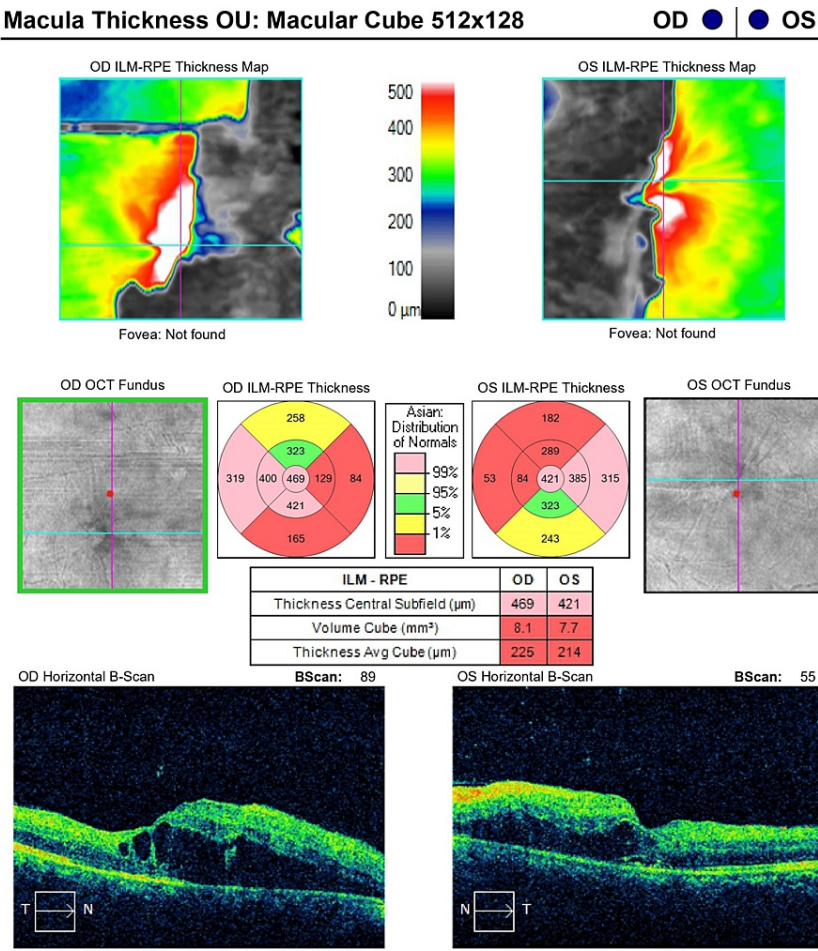 Macula Thickness OU: Macular Cube 512x128 OD OS
OD ILM-RPE Thickness Map
OS ILM-RPE Thickness Map
500
400
300
200
100
0 µm
Fovea: Not found
Fovea: Not found
OD OCT Fundus
OD ILM-RPE Thickness
OS ILM-RPE Thickness
OS OCT Fundus
258
323
319 400 469 129 84
421
165
Asian:
Distribution
of Normals
99%
95%
5%
1%
182
289
53 84 421 385 315
323
243
ILM - RPE OD OS
Thickness Central Subfield (µm) 469 421
Volume Cube (mm³) 8.1 7.7
Thickness Avg Cube (µm) 225 214
OD Horizontal B-Scan BScan: 89
OS Horizontal B-Scan BScan: 55
T N
N T